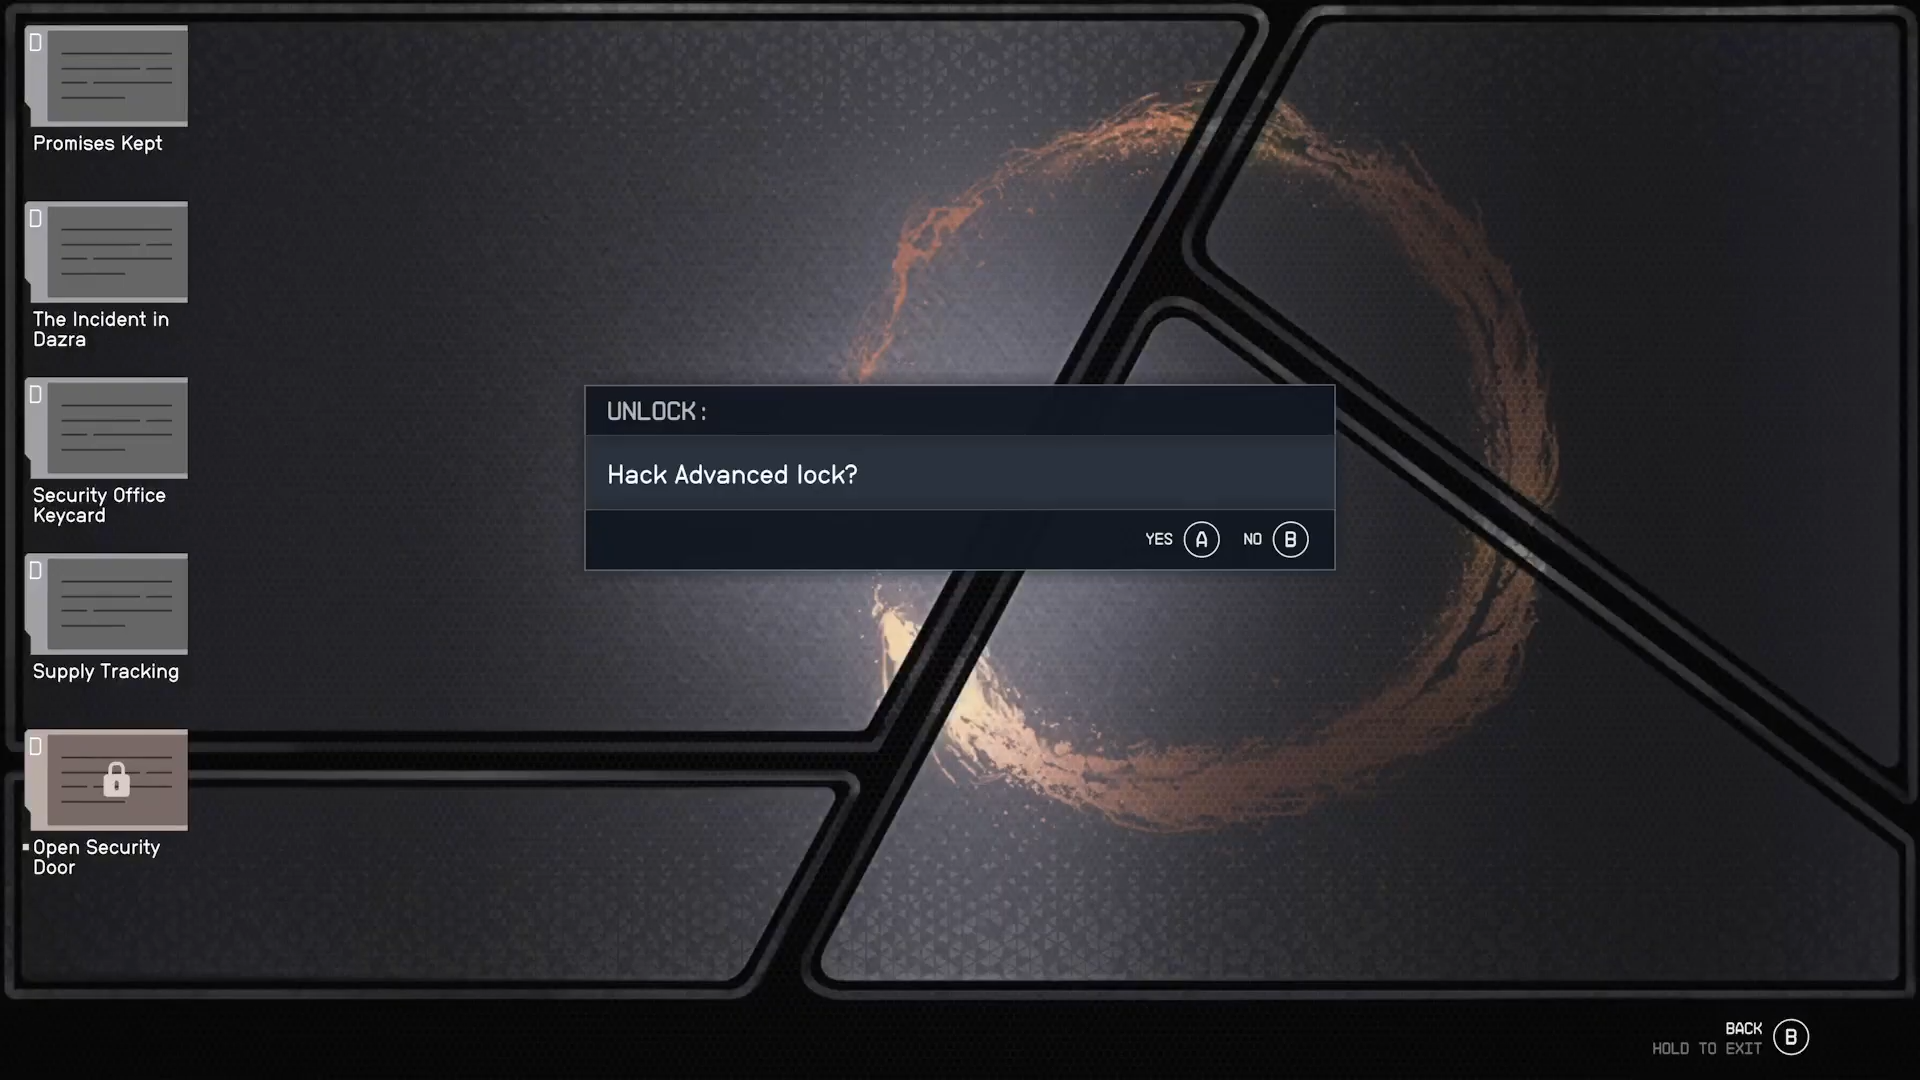 D
Promises Kept
D
The Incident in
Dazra
D
Security Office
Keycard
D
Supply Tracking
D
Open Security
Door
UNLOCK:
Hack Advanced lock?
YES A NO B
BACK
HOLD TO EXIT B